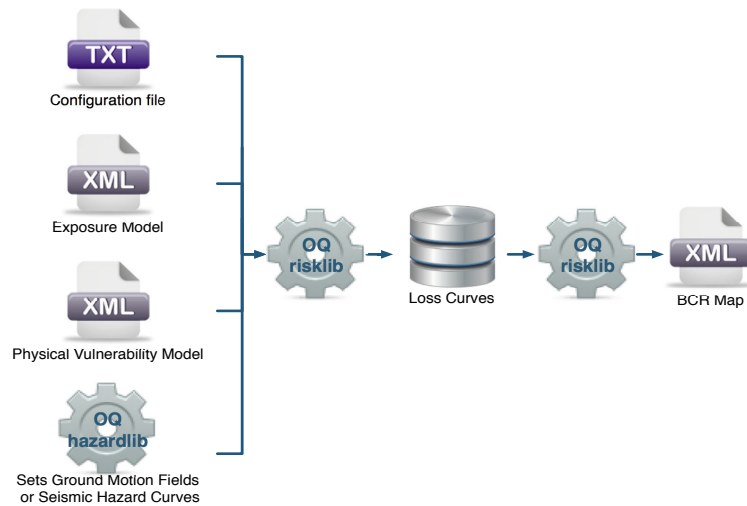 TXT
Configuration file
XML
Exposure Model
XML
Physical Vulnerability Model
OQ
hazardlib
Sets Ground Motion Fields
or Seismic Hazard Curves
OQ
risklib
Loss Curves
OQ
risklib
XML
BCR Map